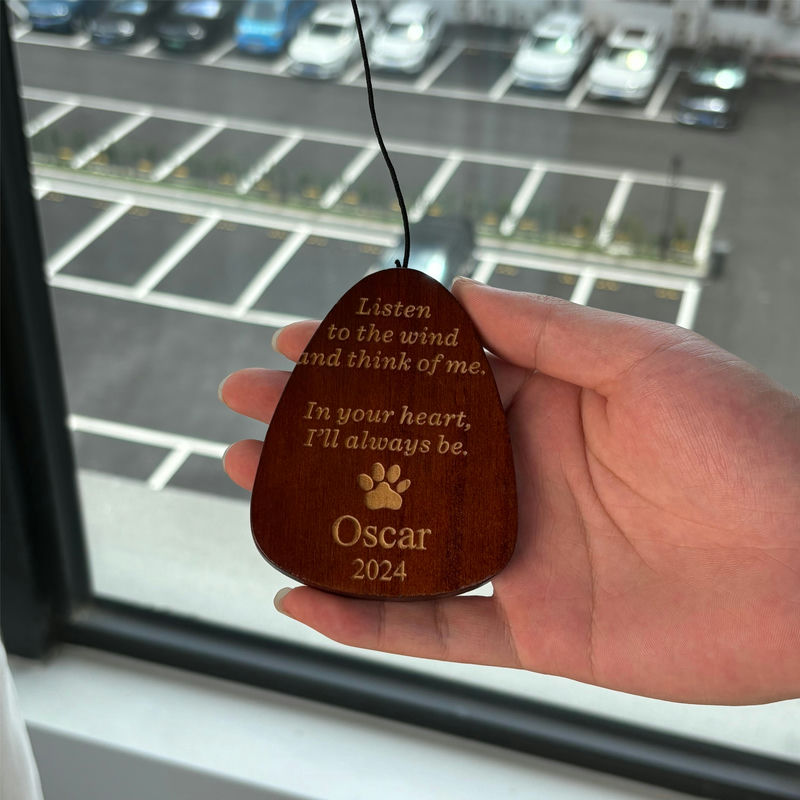 Listen
to the wind
and think of me.
In your heart,
I'll always be.
Oscar
2024